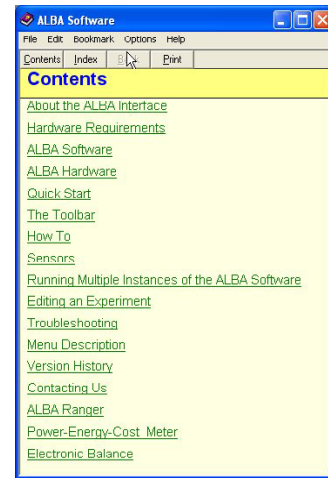 ALBA Software
File Edit Bookmark Options Help
Contents Index Print
Contents
About the ALBA Interface
Hardware Requirements
ALBA Software
ALBA Hardware
Quick Start
The Toolbar
How To
Sensors
Running Multiple Instances of the ALBA Software
Editing an Experiment
Troubleshooting
Menu Description
Version History
Contacting Us
ALBA Ranger
Power-Energy-Cost Meter
Electronic Balance